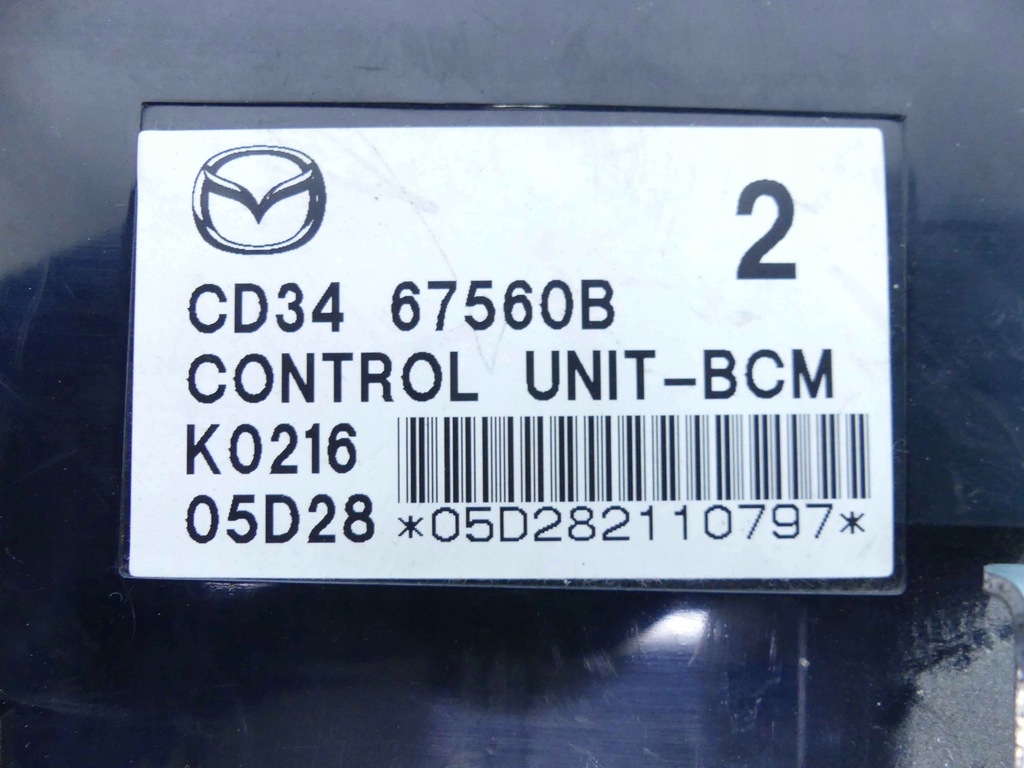 2
CD34 67560B
CONTROL UNIT-BCM
K0216
05D28 *05D282110797*